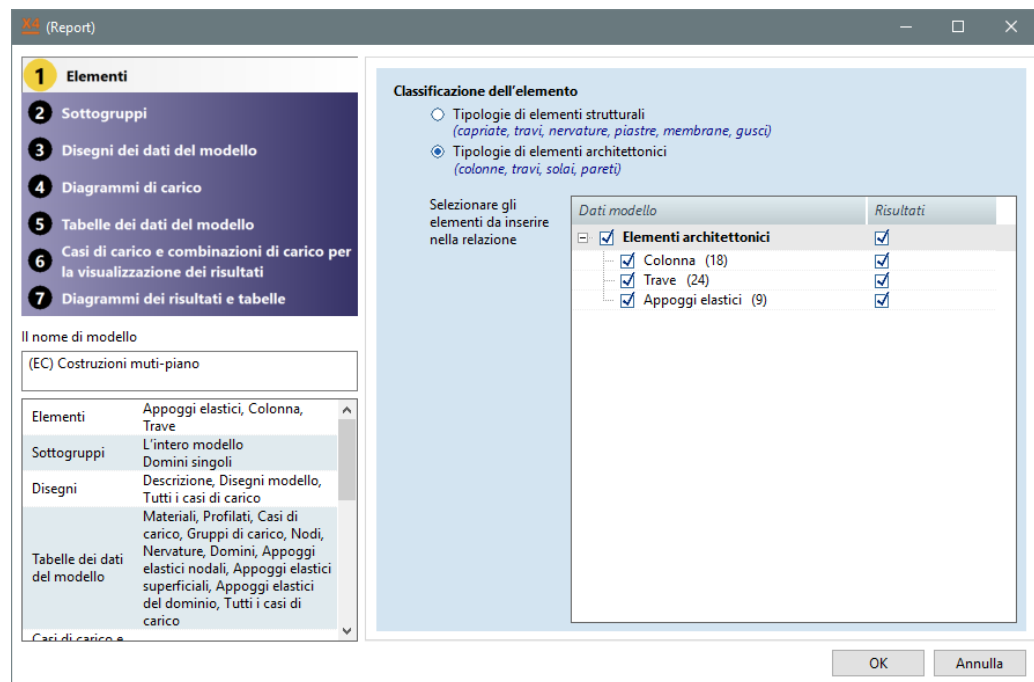 X4 (Report)
1 Elementi
2 Sottogruppi
3 Disegni dei dati del modello
4 Diagrammi di carico
5 Tabelle dei dati del modello
6 Casi di carico e combinazioni di carico per
la visualizzazione dei risultati
7 Diagrammi dei risultati e tabelle
Il nome di modello
(EC) Costruzioni muti-piano
Elementi
Appoggi elastici, Colonna,
Trave
Sottogruppi
L'intero modello
Domini singoli
Disegni
Descrizione, Disegni modello,
Tutti i casi di carico
Tabelle dei dati
del modello
Materiali, Profilati, Casi di
carico, Gruppi di carico, Nodi,
Nervature, Domini, Appoggi
elastici nodali, Appoggi elastici
superficiali, Appoggi elastici
del dominio, Tutti i casi di
carico
Casi di carico e
Classificazione dell'elemento
Tipologie di elementi strutturali
(capriate, travi, nervature, piastre, membrane, gusci)
Tipologie di elementi architettonici
(colonne, travi, solai, pareti)
Selezionare gli
elementi da inserire
nella relazione
Dati modello Risultati
Elementi architettonici
Colonna (18)
Trave (24)
Appoggi elastici (9)
OK Annulla